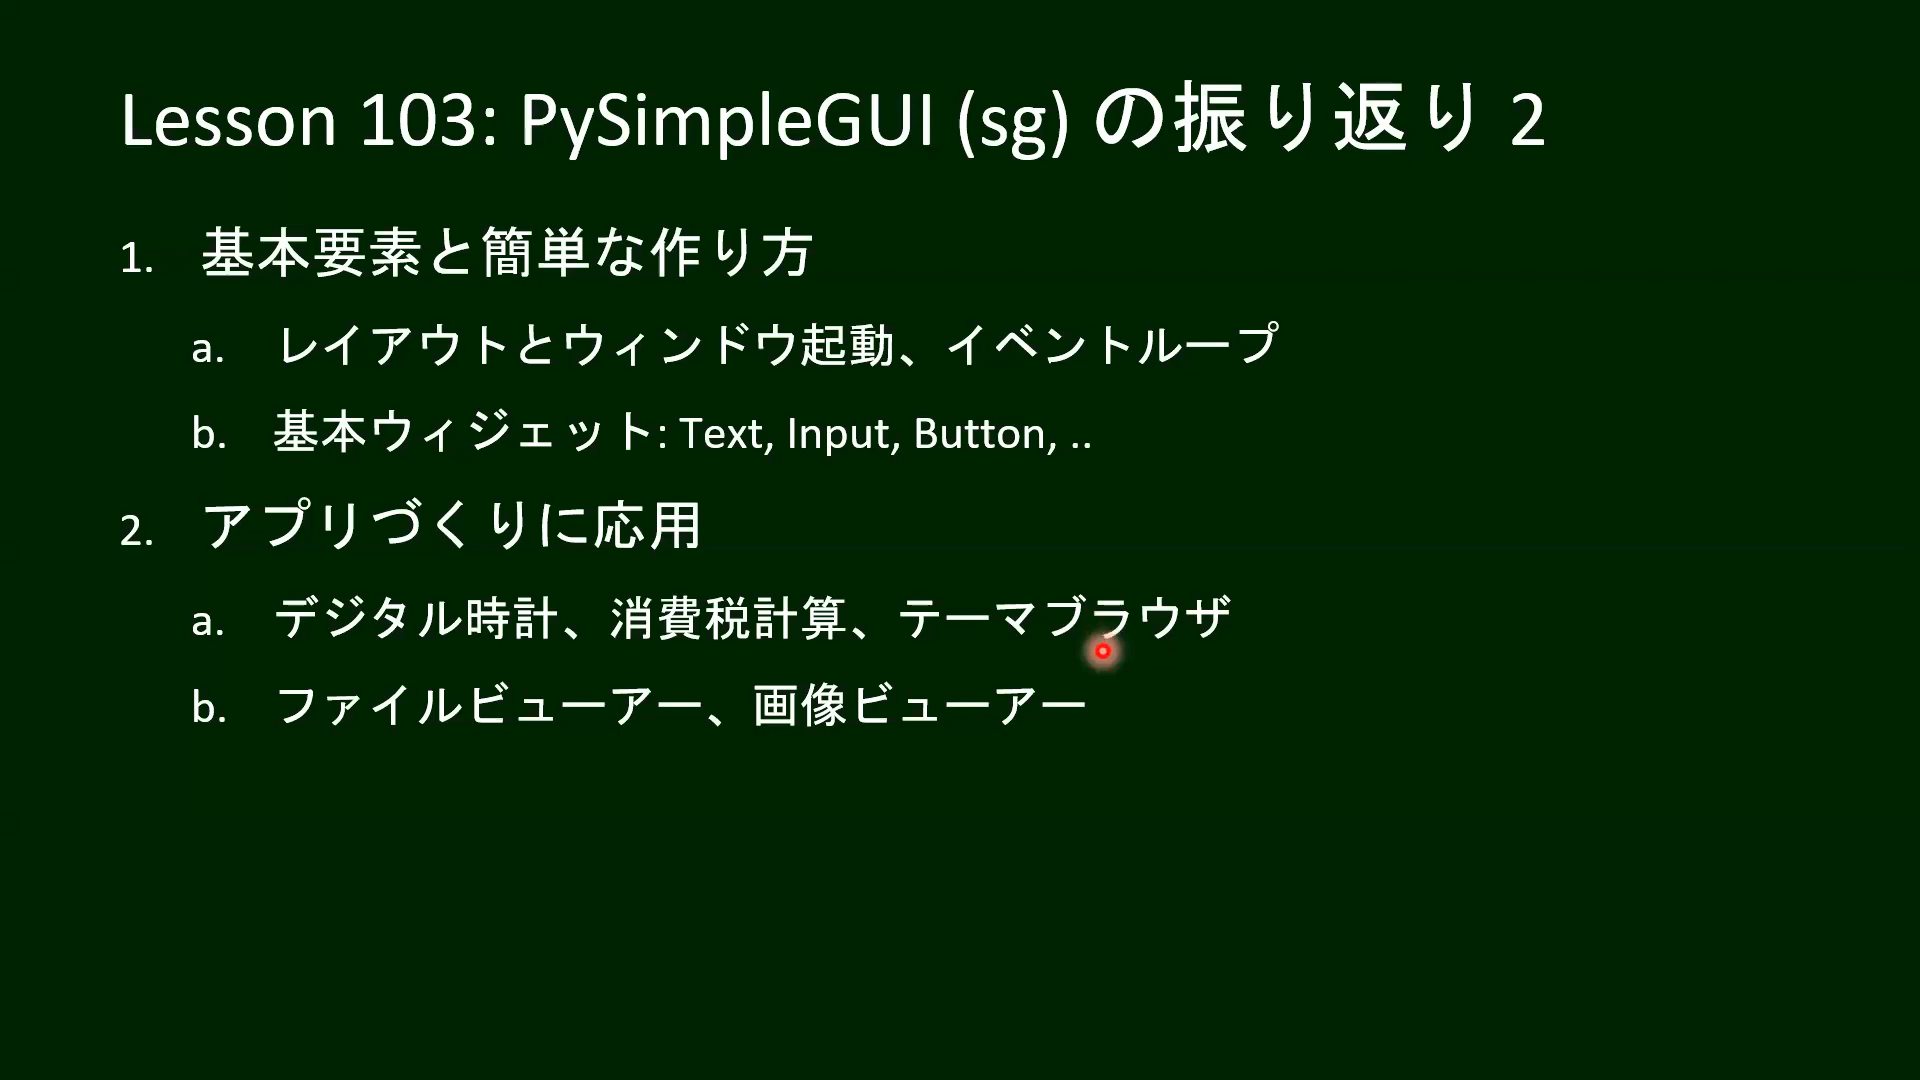 Lesson 103: PySimpleGUI (sg) の振り返り 2
1. 基本要素と簡単な作り方
a. レイアウトとウィンドウ起動、イベントループ
b. 基本ウィジェット: Text, Input, Button, ..
2. アプリづくりに応用
a. デジタル時計、消費税計算、テーマブラウザ
b. ファイルビューアー、画像ビューアー